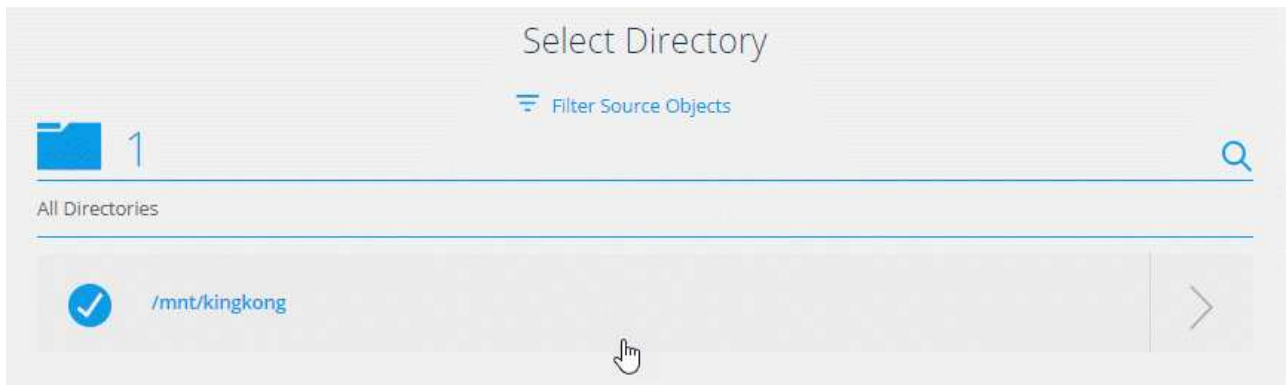 Select Directory
Filter Source Objects
1
All Directories
/mnt/kingkong